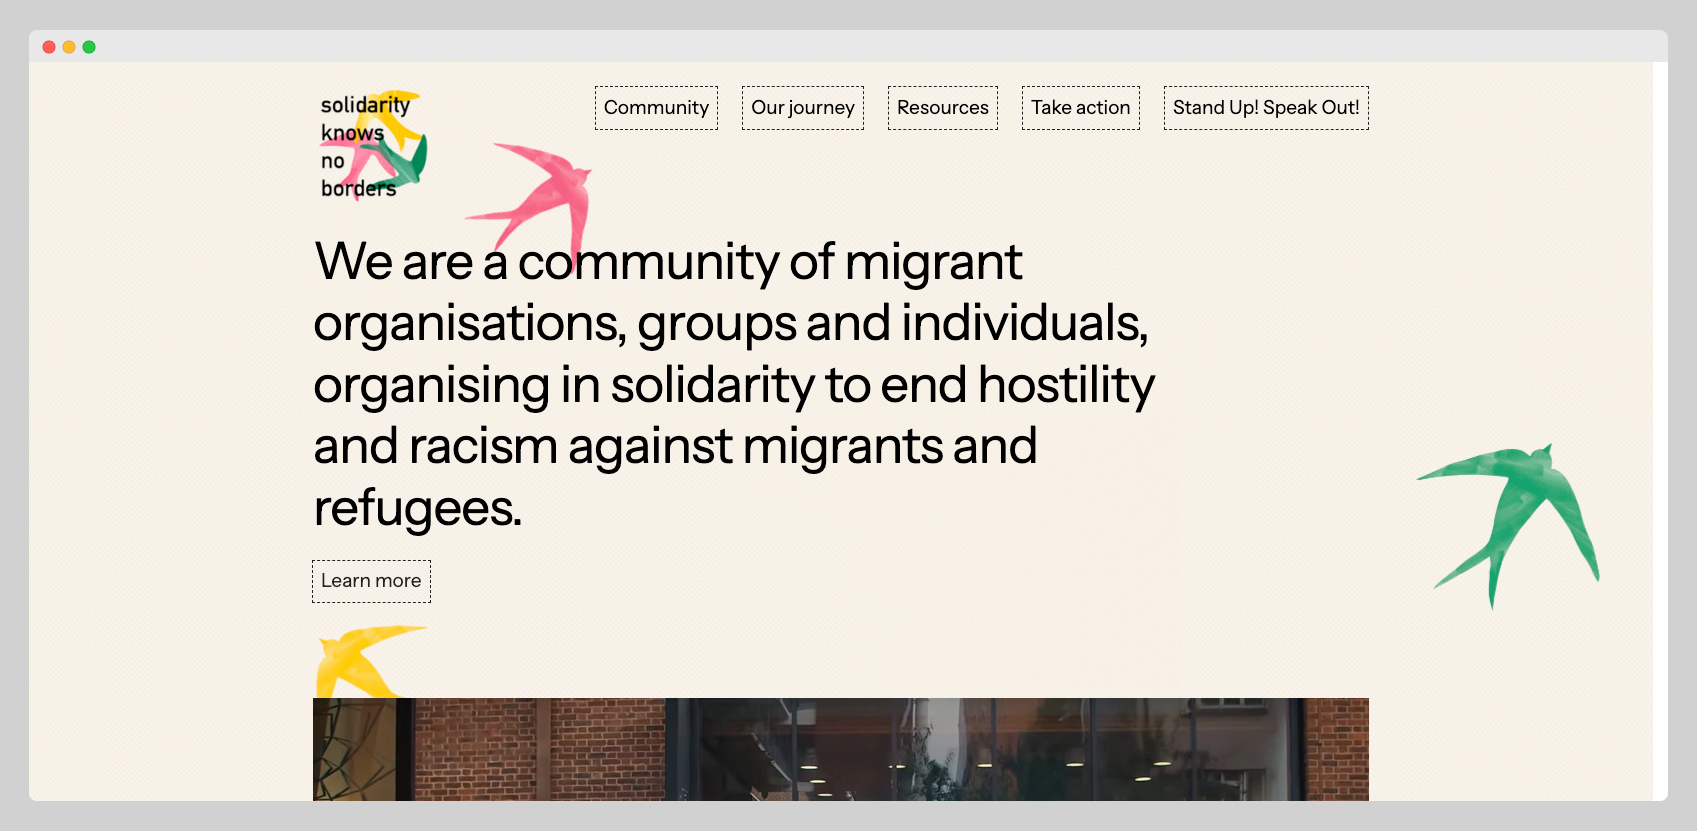 solidarity
knows
no
borders
Community
Our journey
Resources
Take action
Stand Up! Speak Out!
We are a community of migrant
organisations, groups and individuals,
organising in solidarity to end hostility
and racism against migrants and
refugees.
Learn more